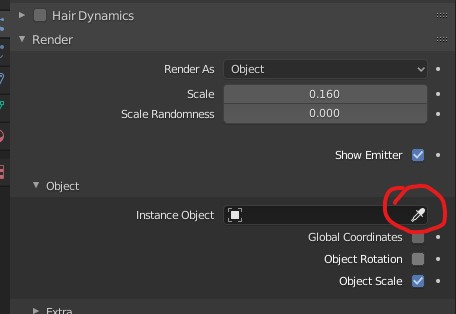 Hair Dynamics
Render
Render As Object
Scale 0.160
Scale Randomness 0.000
Show Emitter
Object
Instance Object
Global Coordinates
Object Rotation
Object Scale
Extra